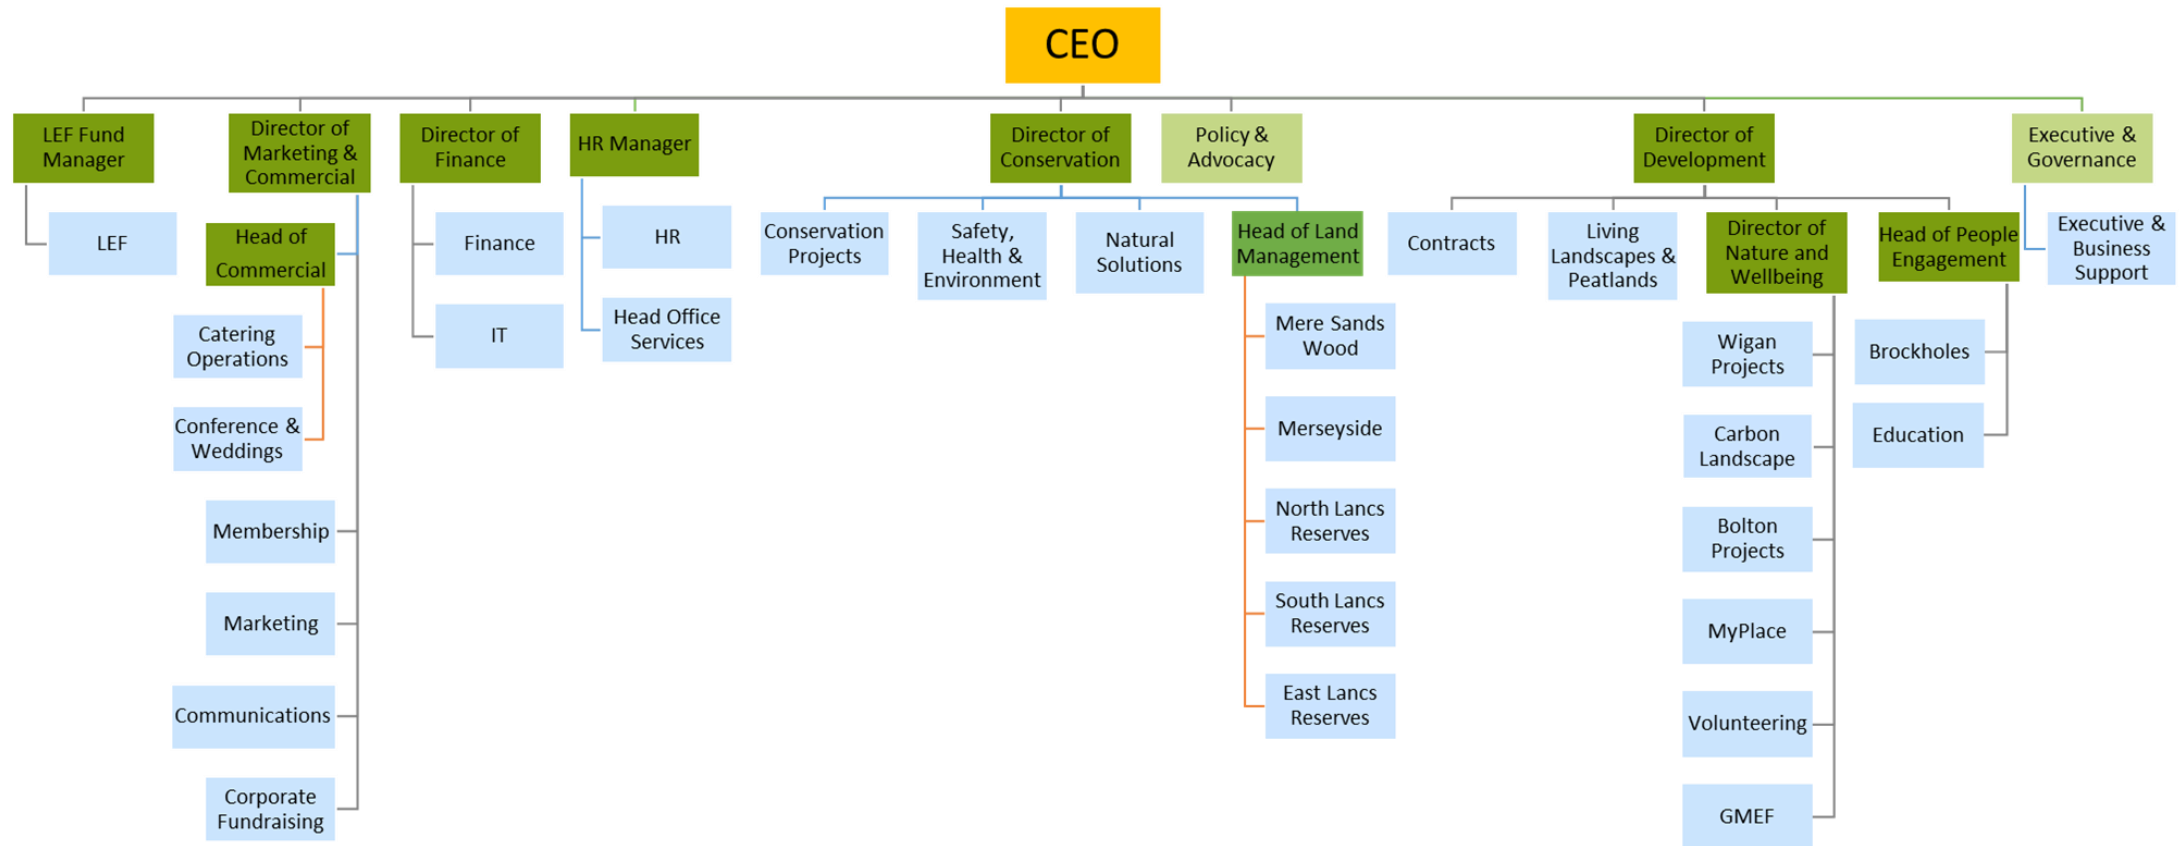 CEO
LEF Fund
Manager
Director of
Marketing &
Commercial
Director of
Finance
HR Manager
Director of
Conservation
Policy &
Advocacy
Director of
Development
Executive &
Governance
LEF
Head of
Commercial
Catering
Operations
Conference &
Weddings
Membership
Marketing
Communications
Corporate
Fundraising
Finance
IT
HR
Head Office
Services
Conservation
Projects
Safety,
Health &
Environment
Natural
Solutions
Head of Land
Management
Mere Sands
Wood
Merseyside
North Lancs
Reserves
South Lancs
Reserves
East Lancs
Reserves
Contracts
Living
Landscapes &
Peatlands
Director of
Nature and
Wellbeing
Wigan
Projects
Carbon
Landscape
Bolton
Projects
MyPlace
Volunteering
GMEF
Head of People
Engagement
Brockholes
Education
Executive &
Business
Support